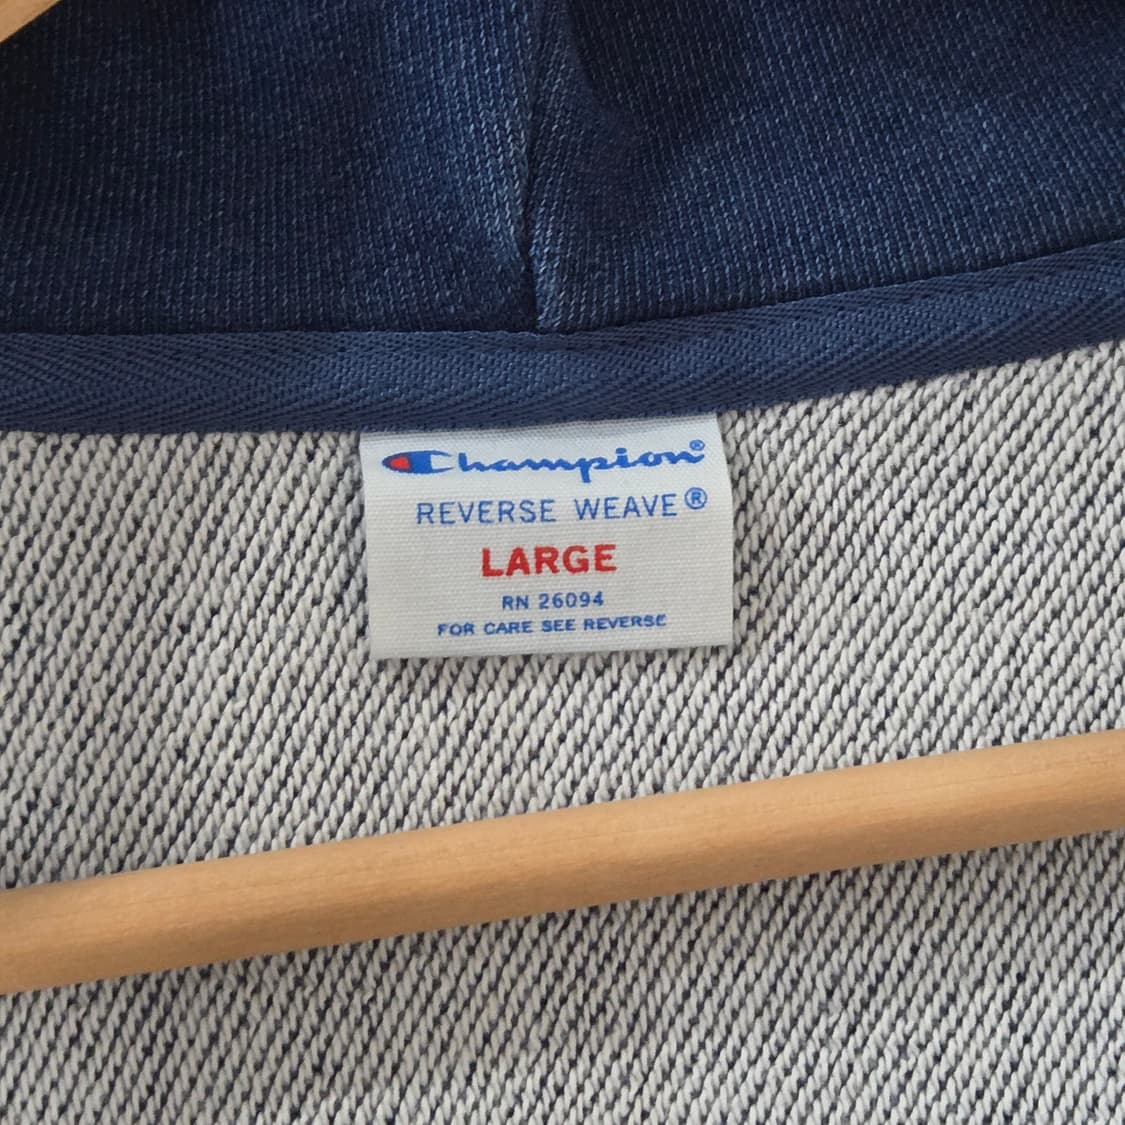 Champion®
REVERSE WEAVE®
LARGE
RN 26094
FOR CARE SEE REVERSE